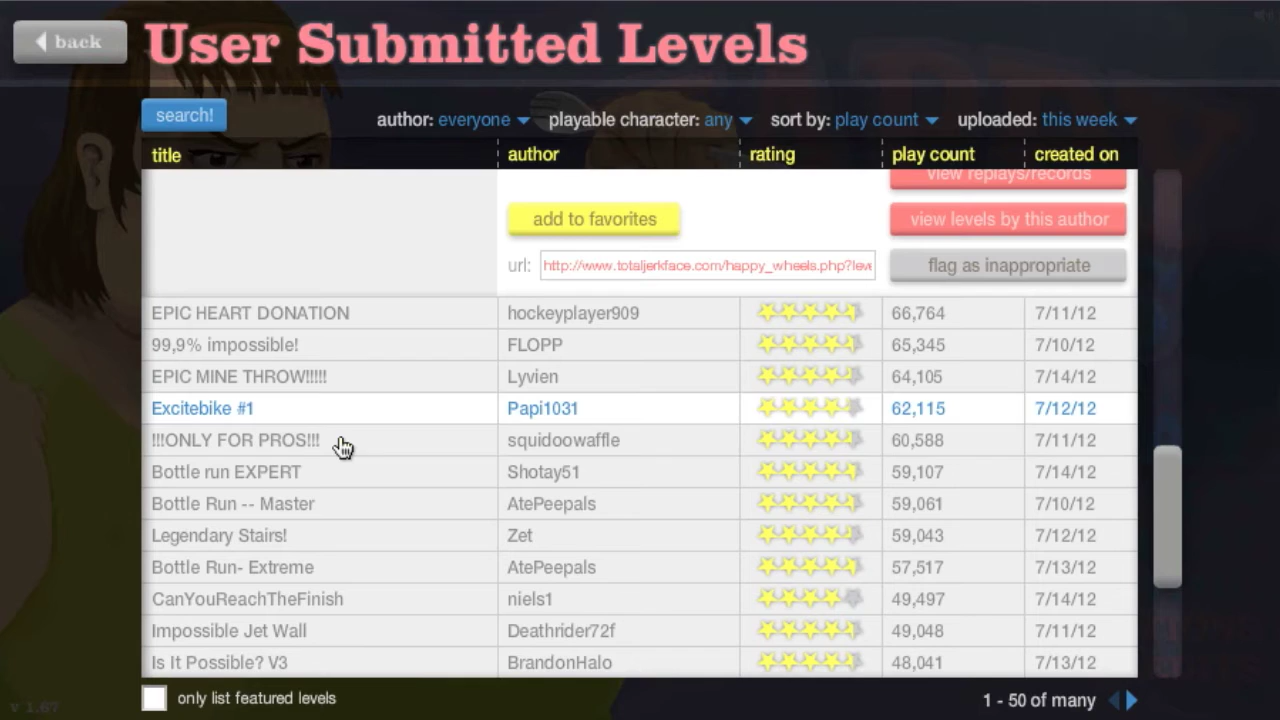 back
User Submitted Levels
search!
author: everyone playable character: any sort by: play count uploaded: this week
title author rating play count created on
view replays/records
add to favorites view levels by this author
url: http://www.totaljerkface.com/happy_wheels.php?lev flag as inappropriate
EPIC HEART DONATION hockeyplayer909 66,764 7/11/12
99,9% impossible! FLOPP 65,345 7/10/12
EPIC MINE THROW!!!!! Lyvien 64,105 7/14/12
Excitebike #1 Papi1031 62,115 7/12/12
!!!ONLY FOR PROS!!! squidoowaffle 60,588 7/11/12
Bottle run EXPERT Shotay51 59,107 7/14/12
Bottle Run -- Master AtePeepals 59,061 7/10/12
Legendary Stairs! Zet 59,043 7/12/12
Bottle Run- Extreme AtePeepals 57,517 7/13/12
CanYouReachTheFinish niels1 49,497 7/14/12
Impossible Jet Wall Deathrider72f 49,048 7/11/12
Is It Possible? V3 BrandonHalo 48,041 7/13/12
only list featured levels 1 - 50 of many
v 1.67